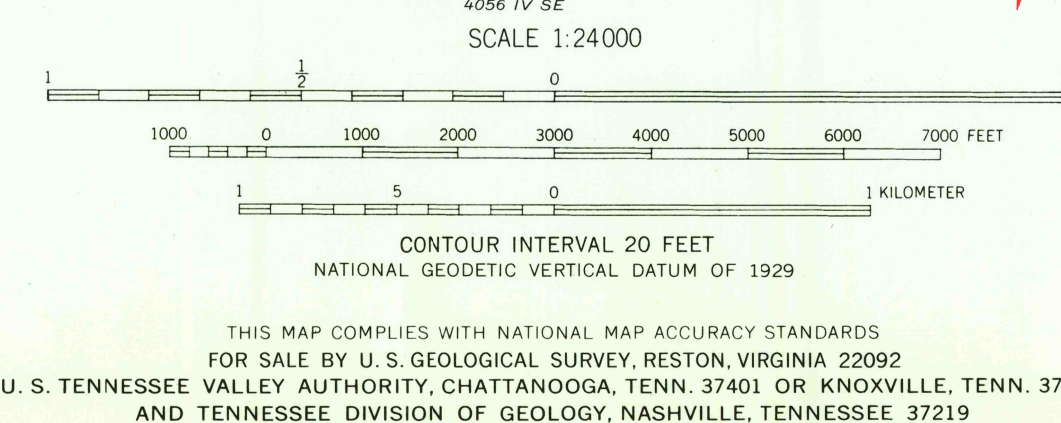 4056 IV SE
SCALE 1:24000
1 1/2 0
1000 0 1000 2000 3000 4000 5000 6000 7000 FEET
1 5 0 1 KILOMETER
CONTOUR INTERVAL 20 FEET
NATIONAL GEODETIC VERTICAL DATUM OF 1929
THIS MAP COMPLIES WITH NATIONAL MAP ACCURACY STANDARDS
FOR SALE BY U. S. GEOLOGICAL SURVEY, RESTON, VIRGINIA 22092
U. S. TENNESSEE VALLEY AUTHORITY, CHATTANOOGA, TENN. 37401 OR KNOXVILLE, TENN. 37
AND TENNESSEE DIVISION OF GEOLOGY, NASHVILLE, TENNESSEE 37219